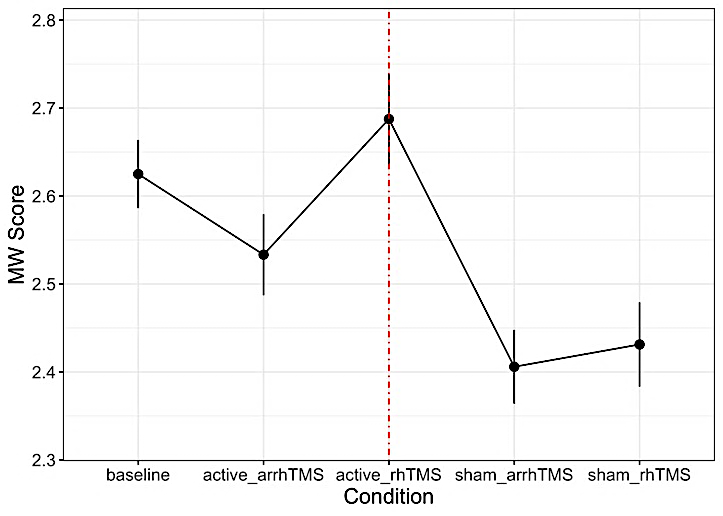 2.8
2.7
2.6
2.5
2.4
2.3
MW Score
baseline active_arrhTMS active_rhTMS sham_arrhTMS sham_rhTMS
Condition